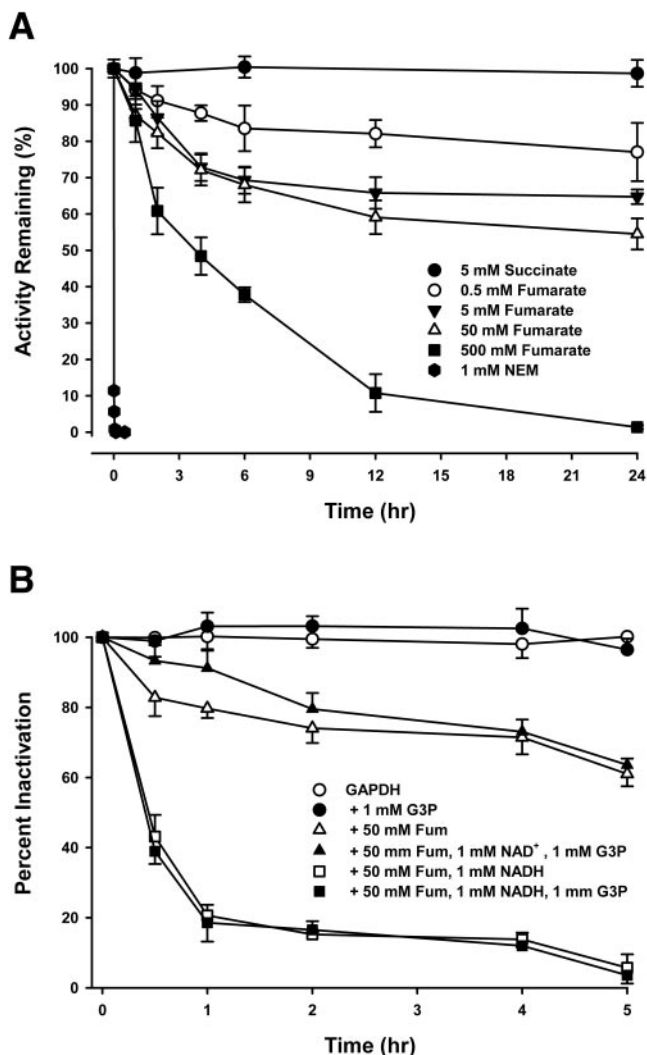 A
Activity Remaining (%)
100
90
80
70
60
50
40
30
20
10
0
5 mM Succinate
0.5 mM Fumarate
5 mM Fumarate
50 mM Fumarate
500 mM Fumarate
1 mM NEM
0 3 6 9 12 15 18 21 24
Time (hr)
B
Percent Inactivation
100
80
60
40
20
0
GAPDH
+ 1 mM G3P
+ 50 mM Fum
+ 50 mm Fum, 1 mM NAD⁺ , 1 mM G3P
+ 50 mM Fum, 1 mM NADH
+ 50 mM Fum, 1 mM NADH, 1 mm G3P
0 1 2 3 4 5
Time (hr)